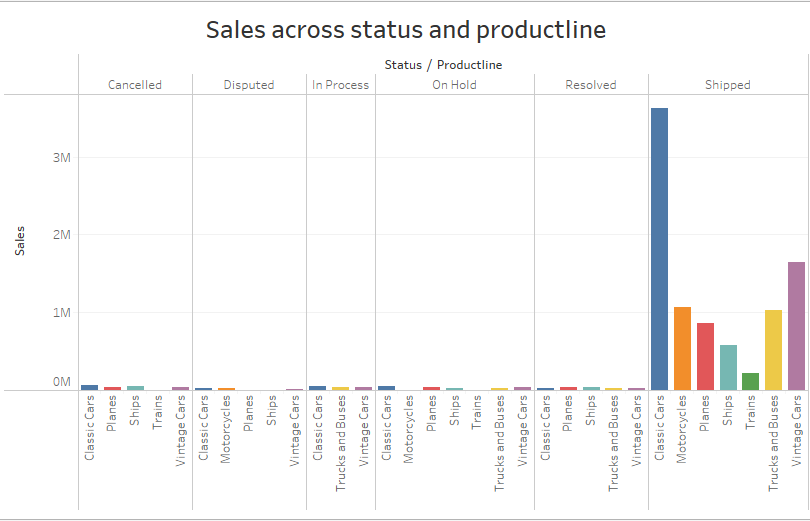 Sales across status and productline
Status / Productline
Cancelled Disputed In Process On Hold Resolved Shipped
Sales
3M
2M
1M
0M
Classic Cars
Planes
Ships
Trains
Vintage Cars
Classic Cars
Motorcycles
Planes
Ships
Vintage Cars
Classic Cars
Trucks and Buses
Vintage Cars
Classic Cars
Motorcycles
Planes
Ships
Trains
Trucks and Buses
Vintage Cars
Classic Cars
Planes
Ships
Trucks and Buses
Vintage Cars
Classic Cars
Motorcycles
Planes
Ships
Trains
Trucks and Buses
Vintage Cars